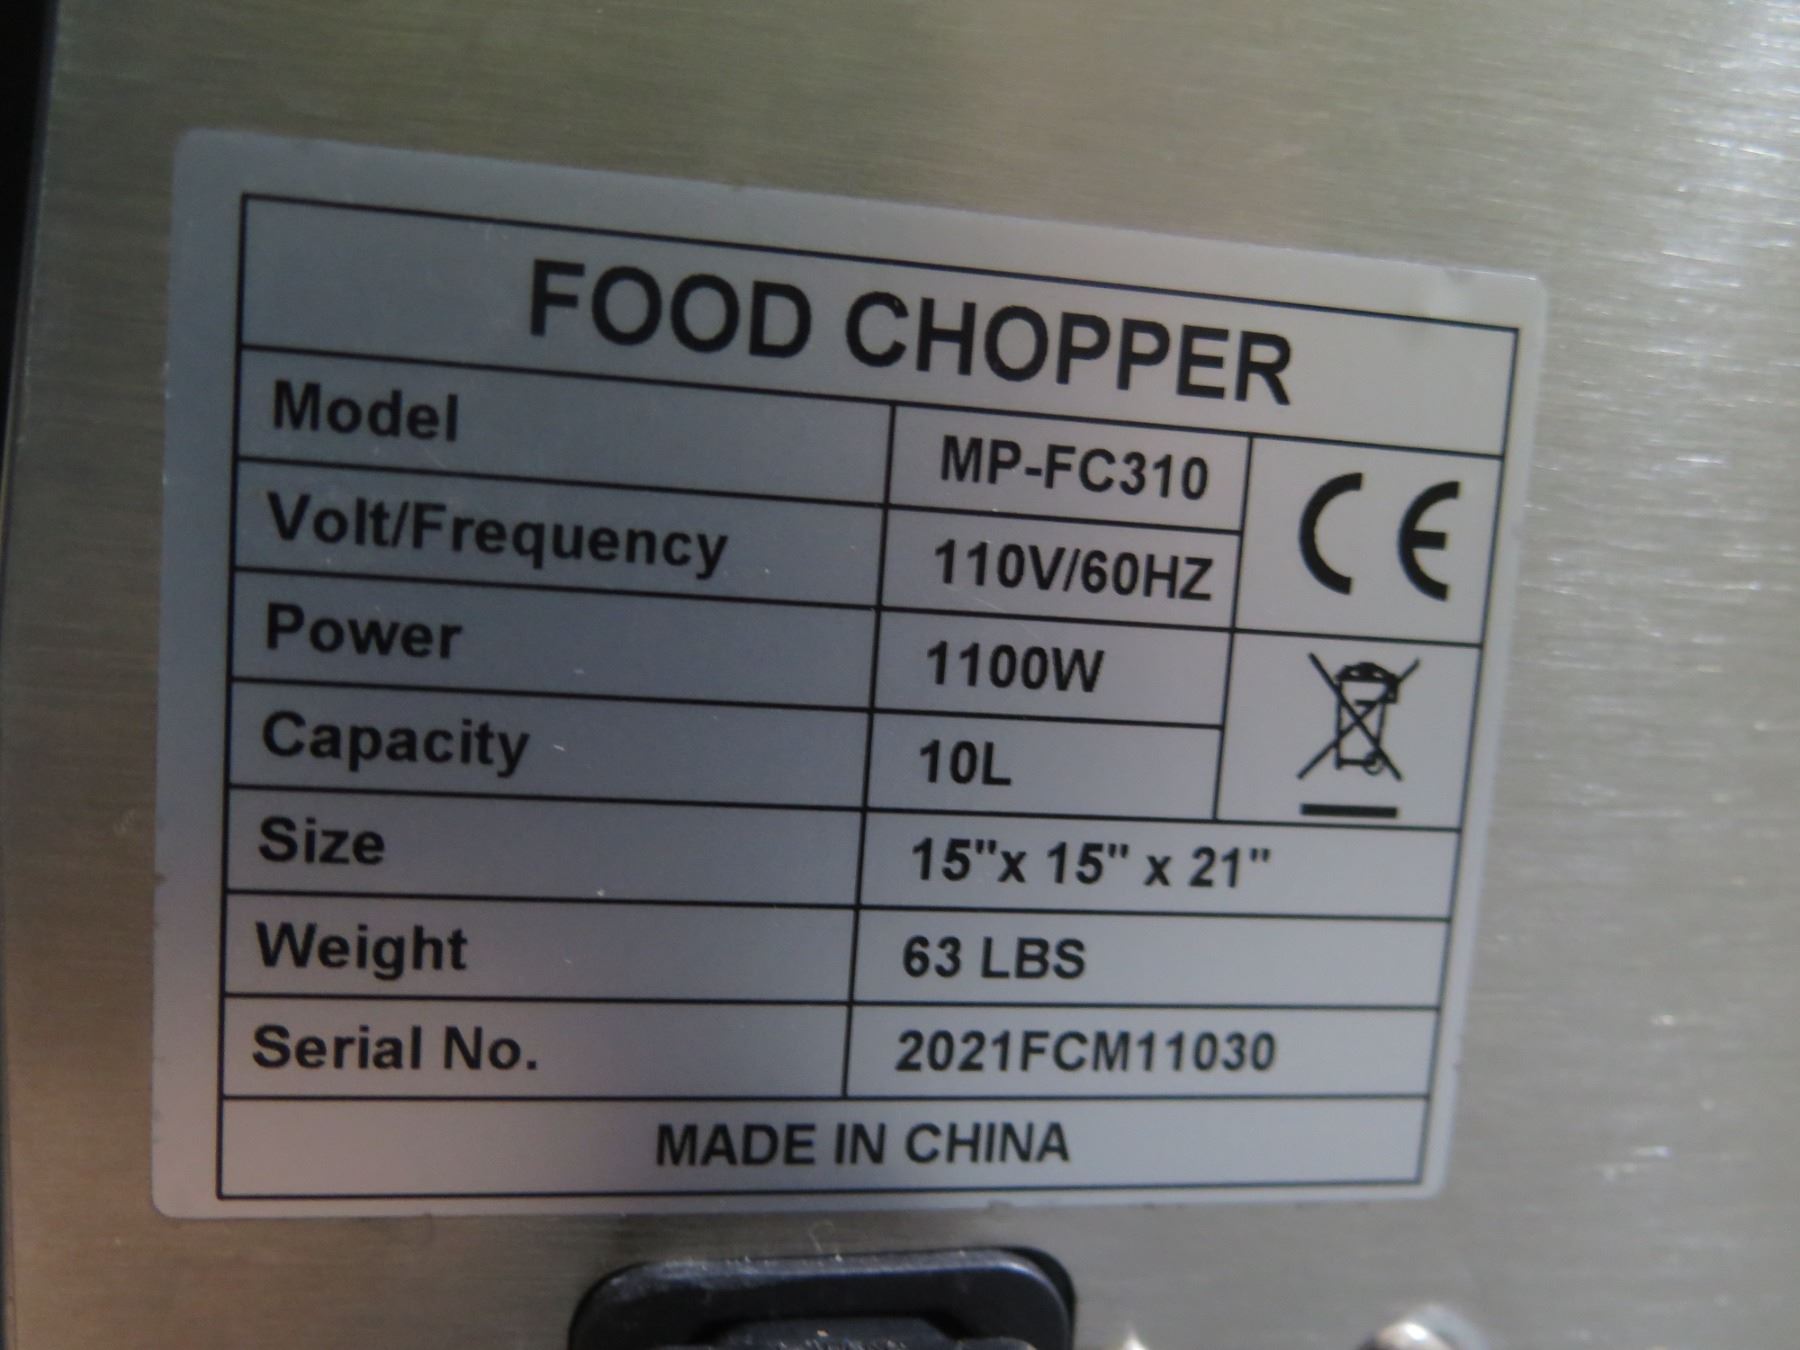 FOOD CHOPPER
Model MP-FC310 CE
Volt/Frequency 110V/60HZ
Power 1100W
Capacity 10L
Size 15"x 15" x 21"
Weight 63 LBS
Serial No. 2021FCM11030
MADE IN CHINA